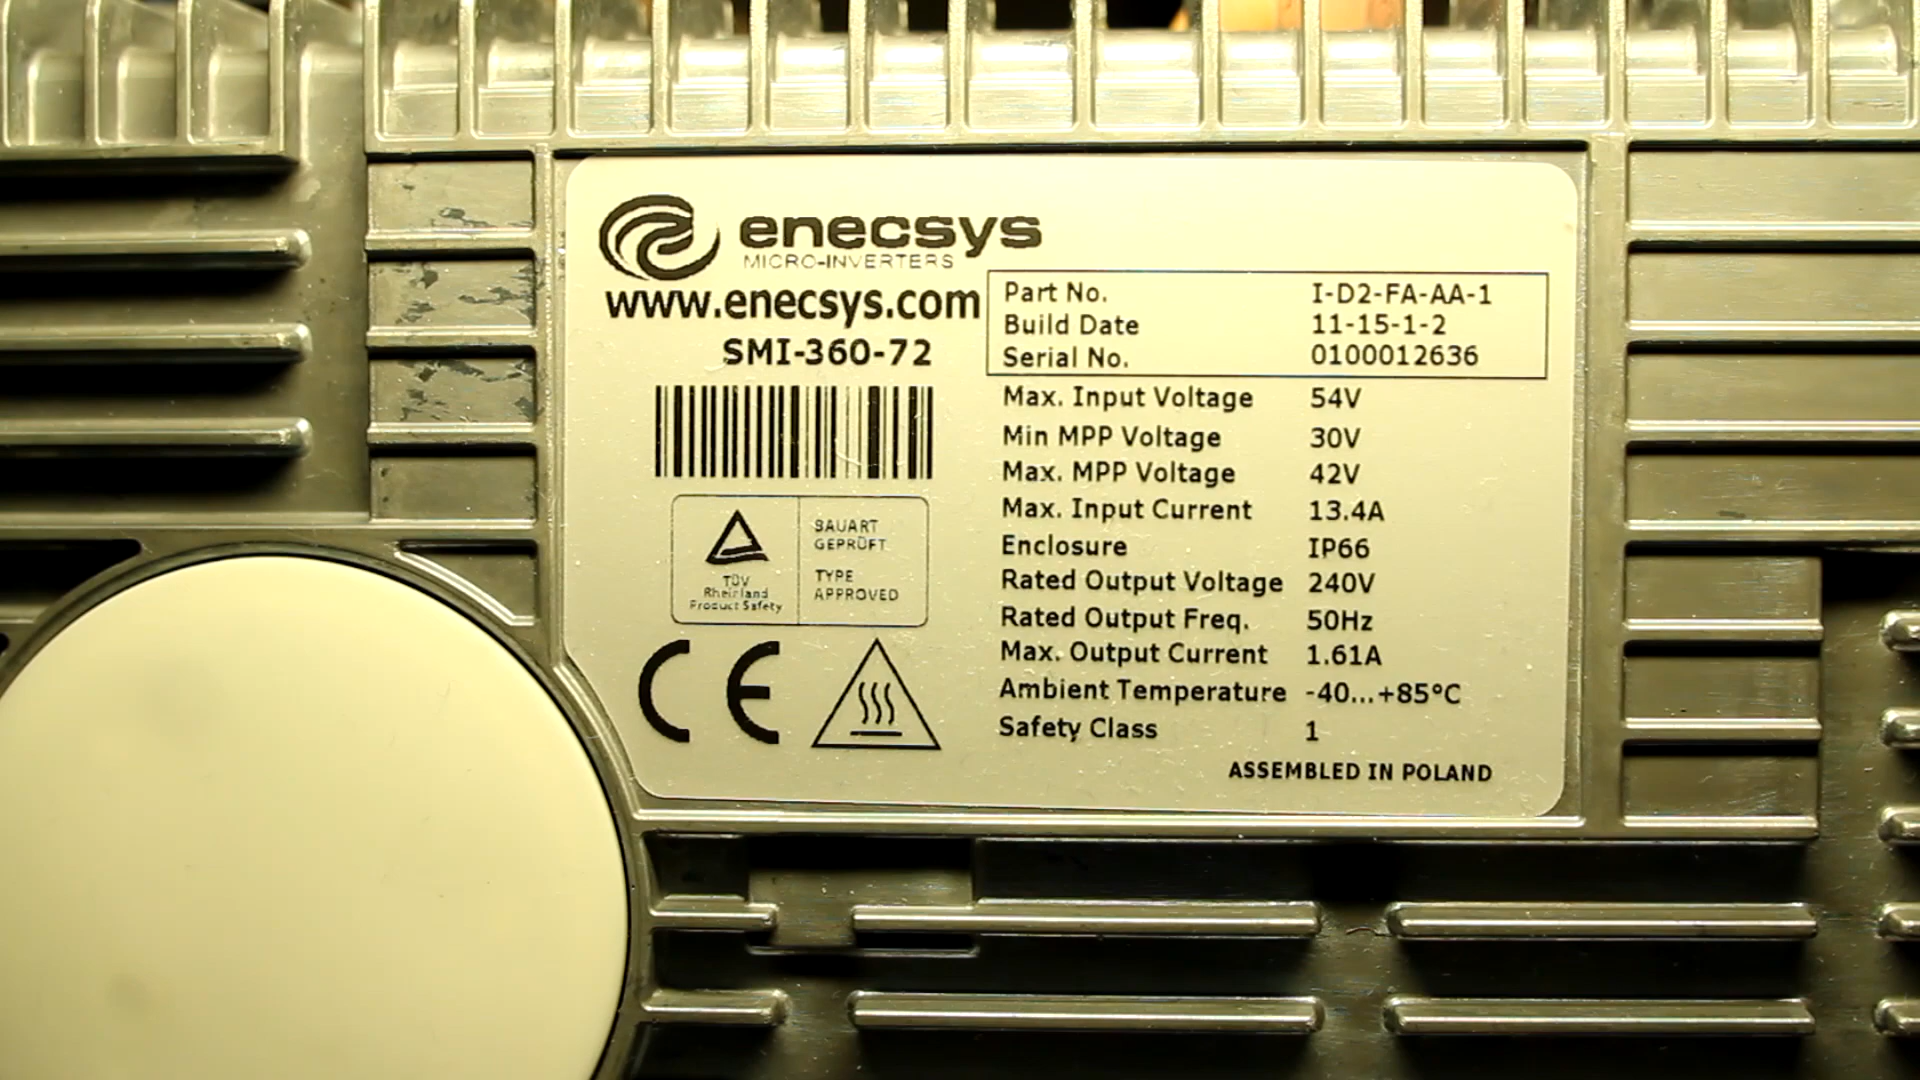 enecsys
MICRO-INVERTERS
www.enecsys.com
SMI-360-72
Part No. I-D2-FA-AA-1
Build Date 11-15-1-2
Serial No. 0100012636
Max. Input Voltage 54V
Min MPP Voltage 30V
Max. MPP Voltage 42V
Max. Input Current 13.4A
Enclosure IP66
Rated Output Voltage 240V
Rated Output Freq. 50Hz
Max. Output Current 1.61A
Ambient Temperature -40...+85°C
Safety Class 1
ASSEMBLED IN POLAND
TÜV
Rheinland
Product Safety
BAUART
GEPRÜFT
TYPE
APPROVED
CE